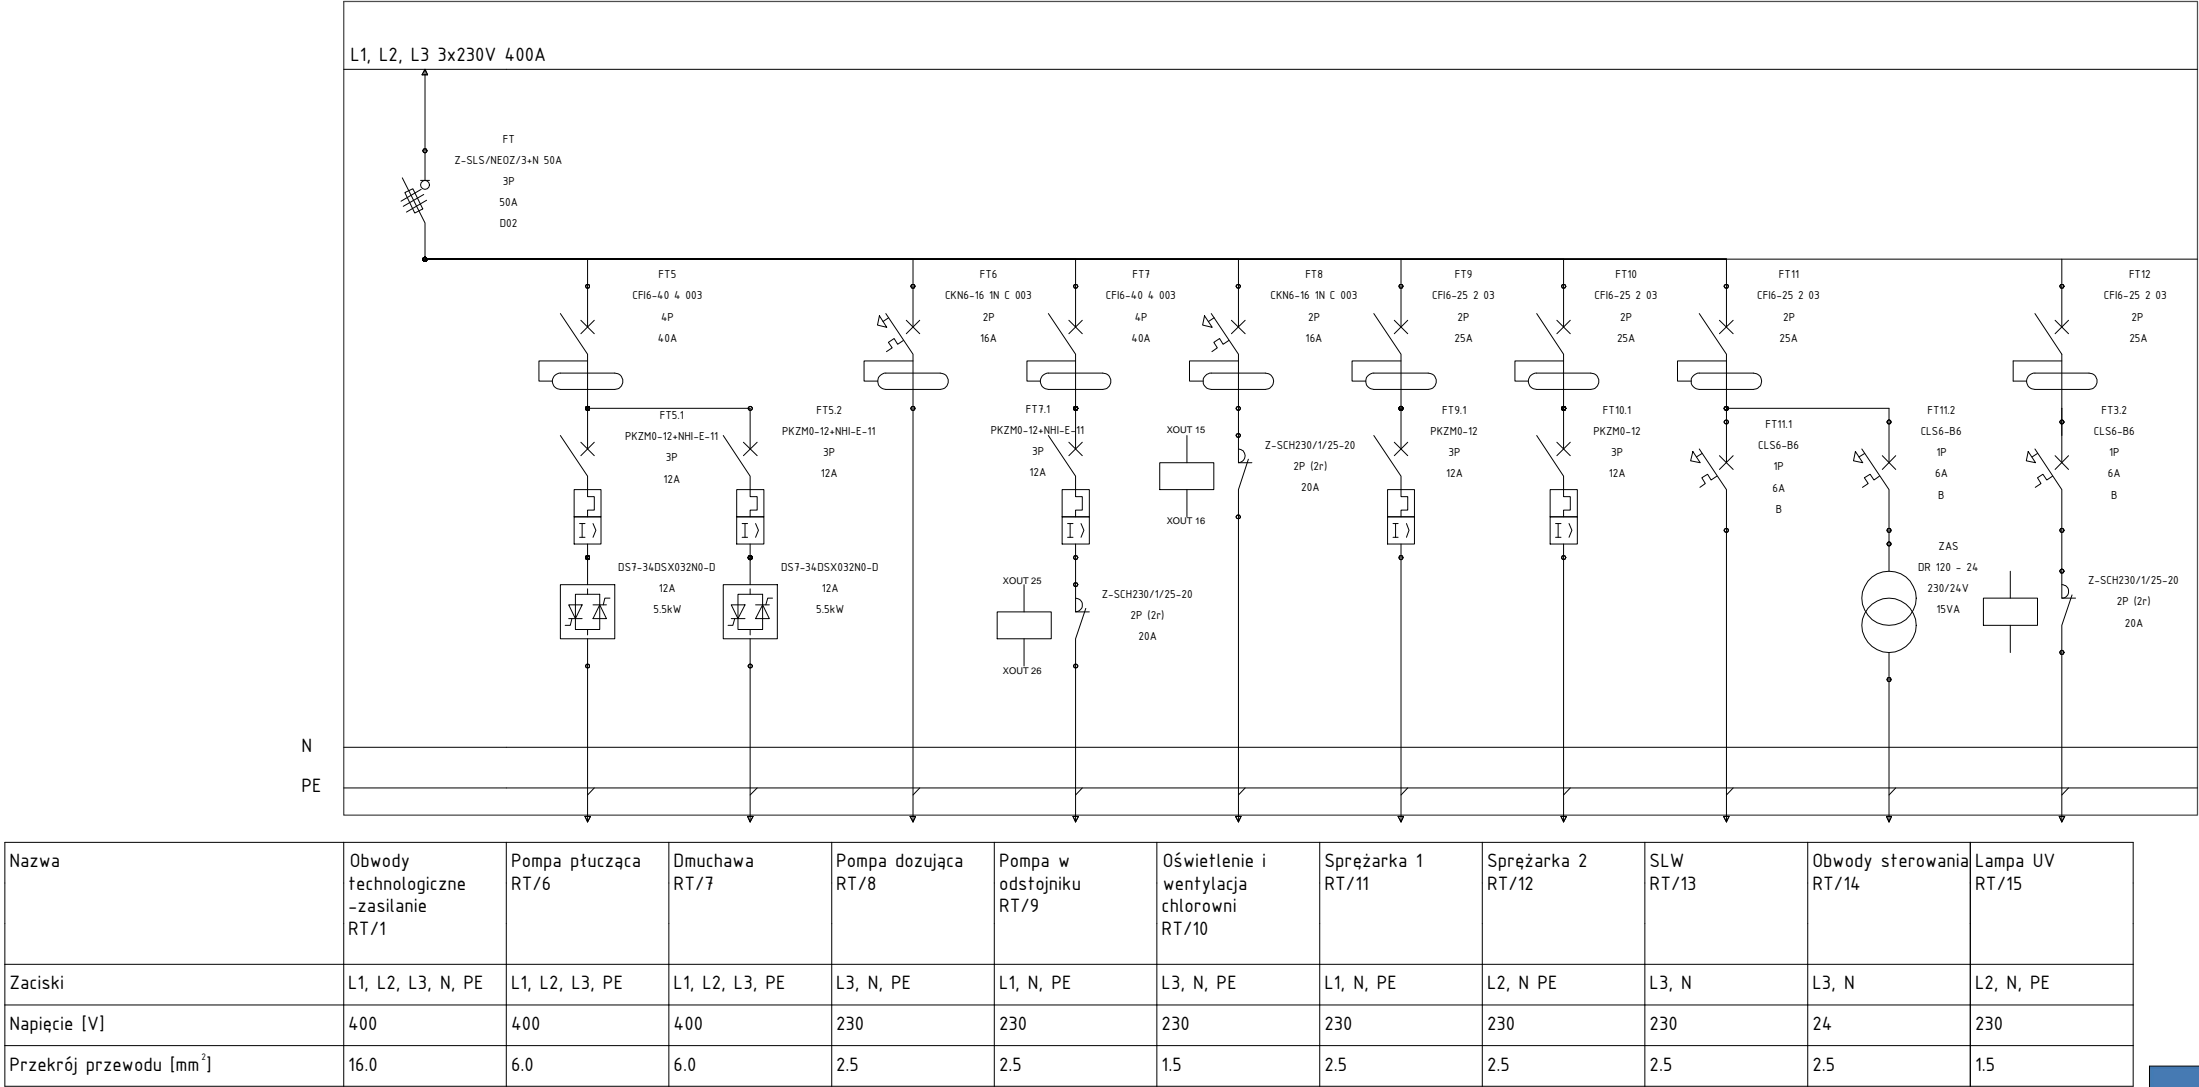 L1, L2, L3 3x230V 400A
FT
Z-SLS/NEOZ/3+N 50A
3P
50A
D02
FT5
CFI6-40 4 003
4P
40A
FT6
CKN6-16 1N C 003
2P
16A
FT7
CFI6-40 4 003
4P
40A
FT8
CKN6-16 1N C 003
2P
16A
FT9
CFI6-25 2 03
2P
25A
FT10
CFI6-25 2 03
2P
25A
FT11
CFI6-25 2 03
2P
25A
FT12
CFI6-25 2 03
2P
25A
FT5.1
PKZM0-12+NHI-E-11
3P
12A
FT5.2
PKZM0-12+NHI-E-11
3P
12A
FT7.1
PKZM0-12+NHI-E-11
3P
12A
XOUT 15
XOUT 16
Z-SCH230/1/25-20
2P (2r)
20A
FT9.1
PKZM0-12
3P
12A
FT10.1
PKZM0-12
3P
12A
FT11.1
CLS6-B6
1P
6A
B
FT11.2
CLS6-B6
1P
6A
B
FT3.2
CLS6-B6
1P
6A
B
I >
I >
I >
I >
I >
DS7-34DSX032N0-D
12A
5.5kW
DS7-34DSX032N0-D
12A
5.5kW
XOUT 25
XOUT 26
Z-SCH230/1/25-20
2P (2r)
20A
ZAS
DR 120 - 24
230/24V
15VA
Z-SCH230/1/25-20
2P (2r)
20A
N
PE
Nazwa
Obwody
technologiczne
-zasilanie
RT/1
Pompa płucząca
RT/6
Dmuchawa
RT/7
Pompa dozująca
RT/8
Pompa w
odstojniku
RT/9
Oświetlenie i
wentylacja
chlorowni
RT/10
Sprężarka 1
RT/11
Sprężarka 2
RT/12
SLW
RT/13
Obwody sterowania
RT/14
Lampa UV
RT/15
Zaciski L1, L2, L3, N, PE L1, L2, L3, PE L1, L2, L3, PE L3, N, PE L1, N, PE L3, N, PE L1, N, PE L2, N PE L3, N L3, N L2, N, PE
Napięcie [V] 400 400 400 230 230 230 230 230 230 24 230
Przekrój przewodu [mm²] 16.0 6.0 6.0 2.5 2.5 1.5 2.5 2.5 2.5 2.5 1.5